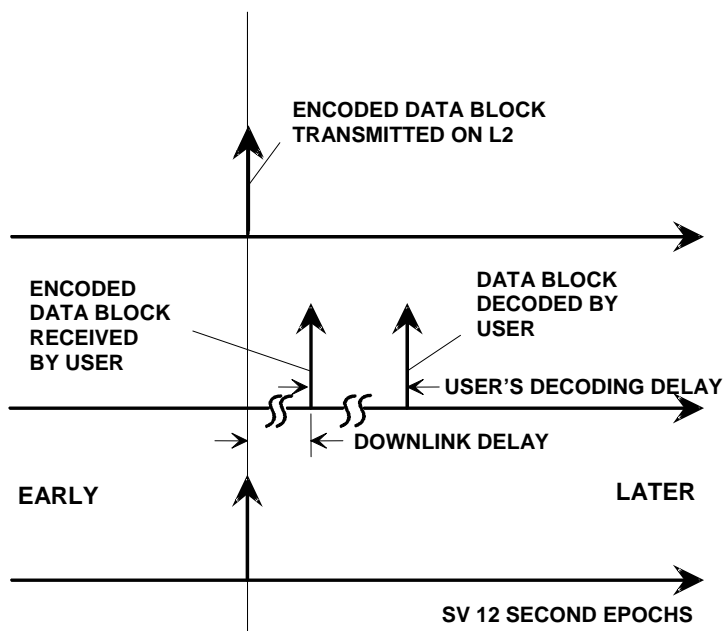 ENCODED DATA BLOCK
TRANSMITTED ON L2
ENCODED
DATA BLOCK
RECEIVED
BY USER
DATA BLOCK
DECODED BY
USER
USER'S DECODING DELAY
DOWNLINK DELAY
EARLY
LATER
SV 12 SECOND EPOCHS